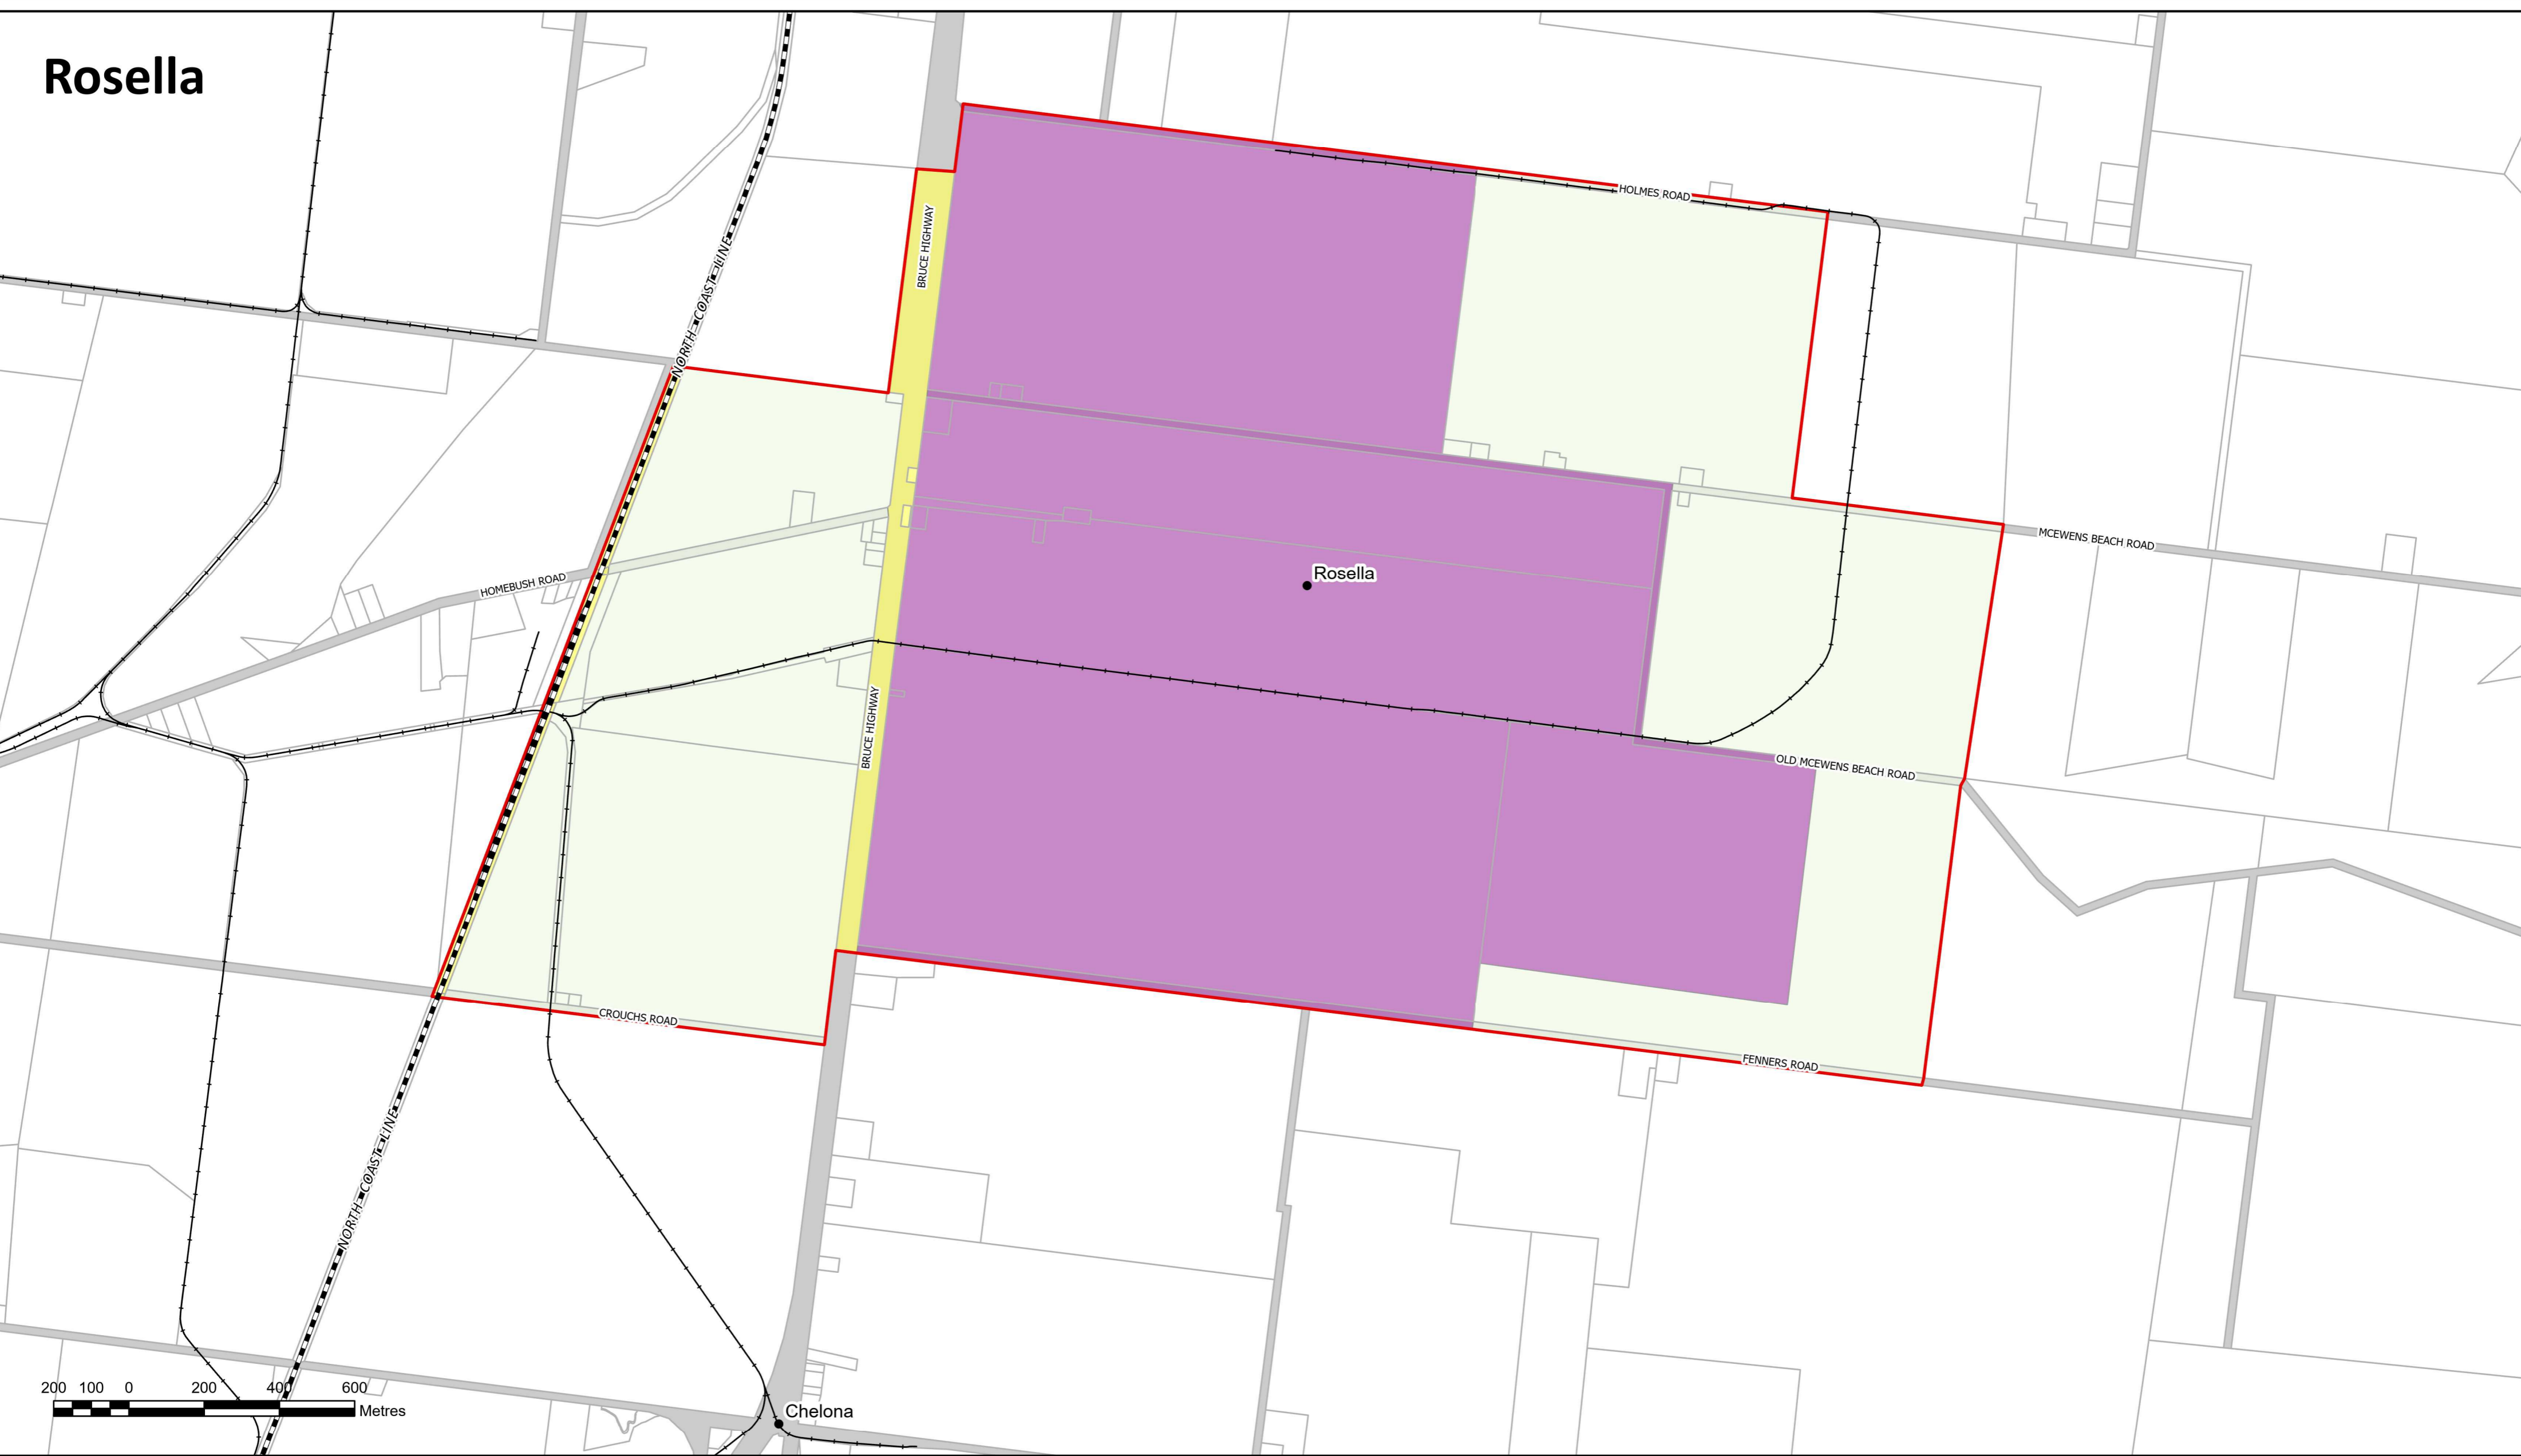 Rosella
HOLMES ROAD
BRUCE HIGHWAY
NORTH COAST LINE
MCEWENS BEACH ROAD
Rosella
HOMEBUSH ROAD
BRUCE HIGHWAY
OLD MCEWENS BEACH ROAD
CROUCHS ROAD
FENNERS ROAD
NORTH COAST LINE
200 100 0 200 400 600
Metres
Chelona